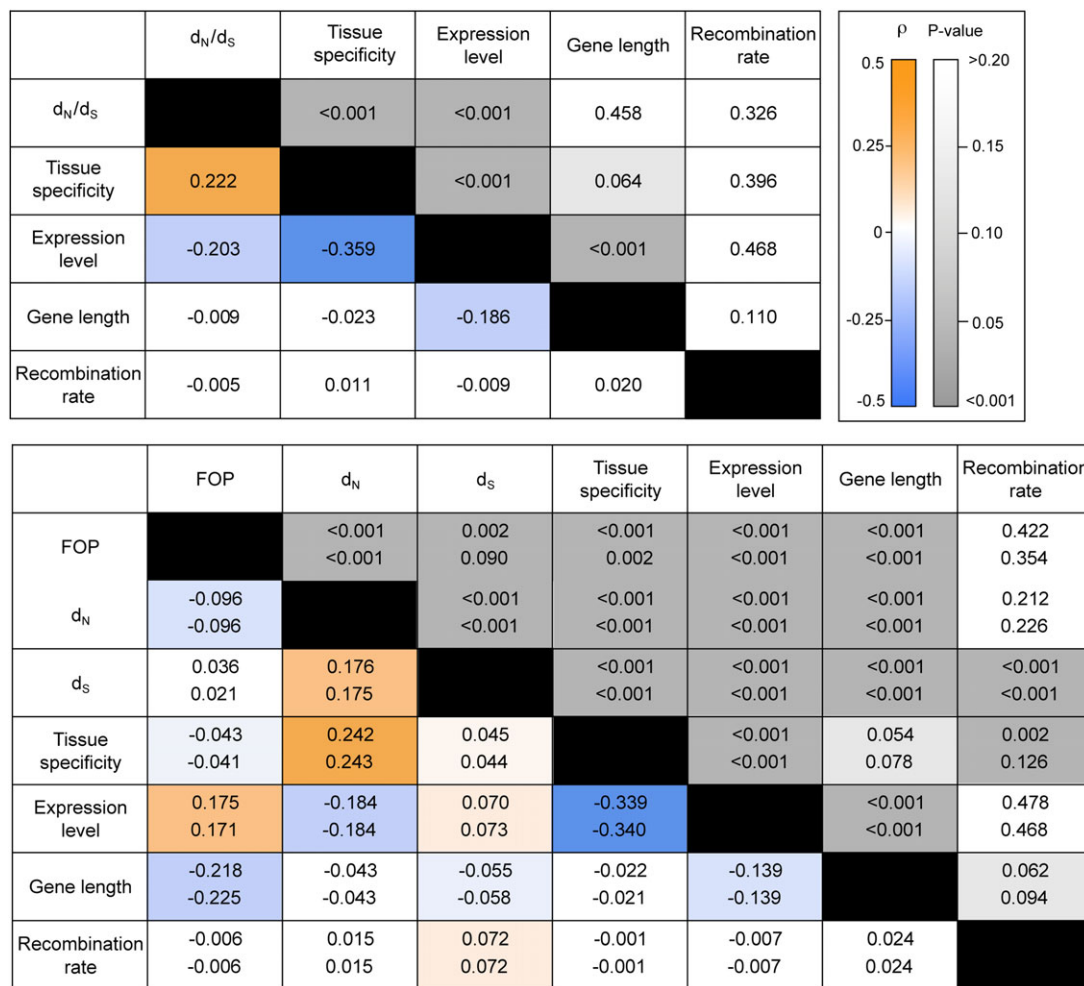 dN/dS Tissue specificity Expression level Gene length Recombination rate
dN/dS <0.001 <0.001 0.458 0.326
Tissue specificity 0.222 <0.001 0.064 0.396
Expression level -0.203 -0.359 <0.001 0.468
Gene length -0.009 -0.023 -0.186 0.110
Recombination rate -0.005 0.011 -0.009 0.020
ρ P-value
0.5 >0.20
0.25 0.15
0 0.10
-0.25 0.05
-0.5 <0.001
FOP dN dS Tissue specificity Expression level Gene length Recombination rate
FOP
<0.001 0.002 <0.001 <0.001 <0.001 0.422
<0.001 0.090 0.002 <0.001 <0.001 0.354
dN
-0.096 <0.001 <0.001 <0.001 <0.001 0.212
-0.096 <0.001 <0.001 <0.001 <0.001 0.226
dS
0.036 0.176 <0.001 <0.001 <0.001 <0.001
0.021 0.175 <0.001 <0.001 <0.001 <0.001
Tissue specificity
-0.043 0.242 0.045 <0.001 0.054 0.002
-0.041 0.243 0.044 <0.001 0.078 0.126
Expression level
0.175 -0.184 0.070 -0.339 <0.001 0.478
0.171 -0.184 0.073 -0.340 <0.001 0.468
Gene length
-0.218 -0.043 -0.055 -0.022 -0.139 0.062
-0.225 -0.043 -0.058 -0.021 -0.139 0.094
Recombination rate
-0.006 0.015 0.072 -0.001 -0.007 0.024
-0.006 0.015 0.072 -0.001 -0.007 0.024